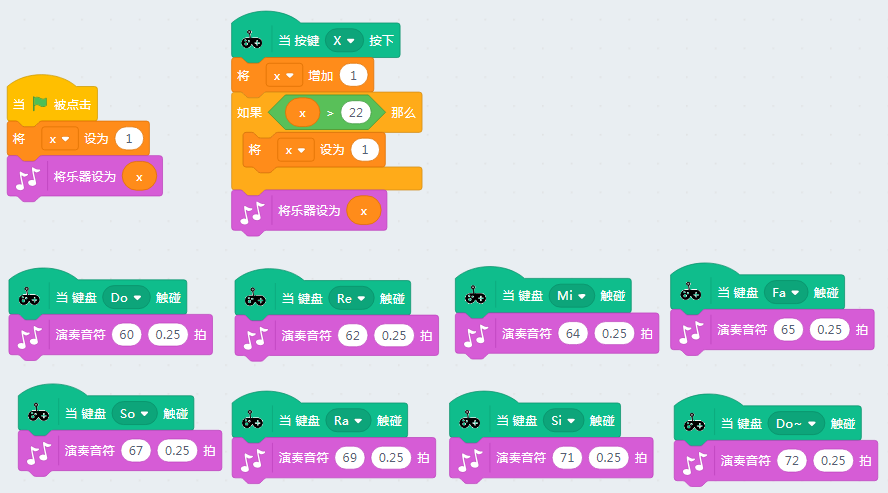 当 被点击
将 x 设为 1
将乐器设为 x
当 按键 X 按下
将 x 增加 1
如果 x > 22 那么
将 x 设为 1
将乐器设为 x
当 键盘 Do 触碰
演奏音符 60 0.25 拍
当 键盘 Re 触碰
演奏音符 62 0.25 拍
当 键盘 Mi 触碰
演奏音符 64 0.25 拍
当 键盘 Fa 触碰
演奏音符 65 0.25 拍
当 键盘 So 触碰
演奏音符 67 0.25 拍
当 键盘 Ra 触碰
演奏音符 69 0.25 拍
当 键盘 Si 触碰
演奏音符 71 0.25 拍
当 键盘 Do~ 触碰
演奏音符 72 0.25 拍